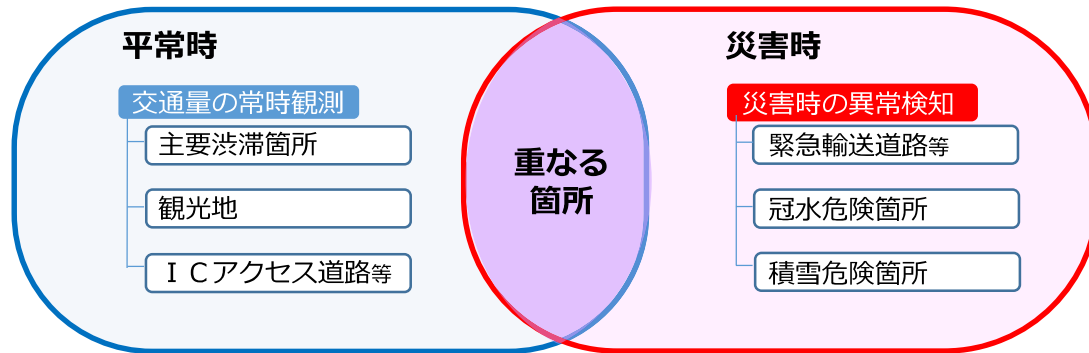 平常時
交通量の常時観測
主要渋滞箇所
観光地
ＩＣアクセス道路等
重なる
箇所
災害時
災害時の異常検知
緊急輸送道路等
冠水危険箇所
積雪危険箇所